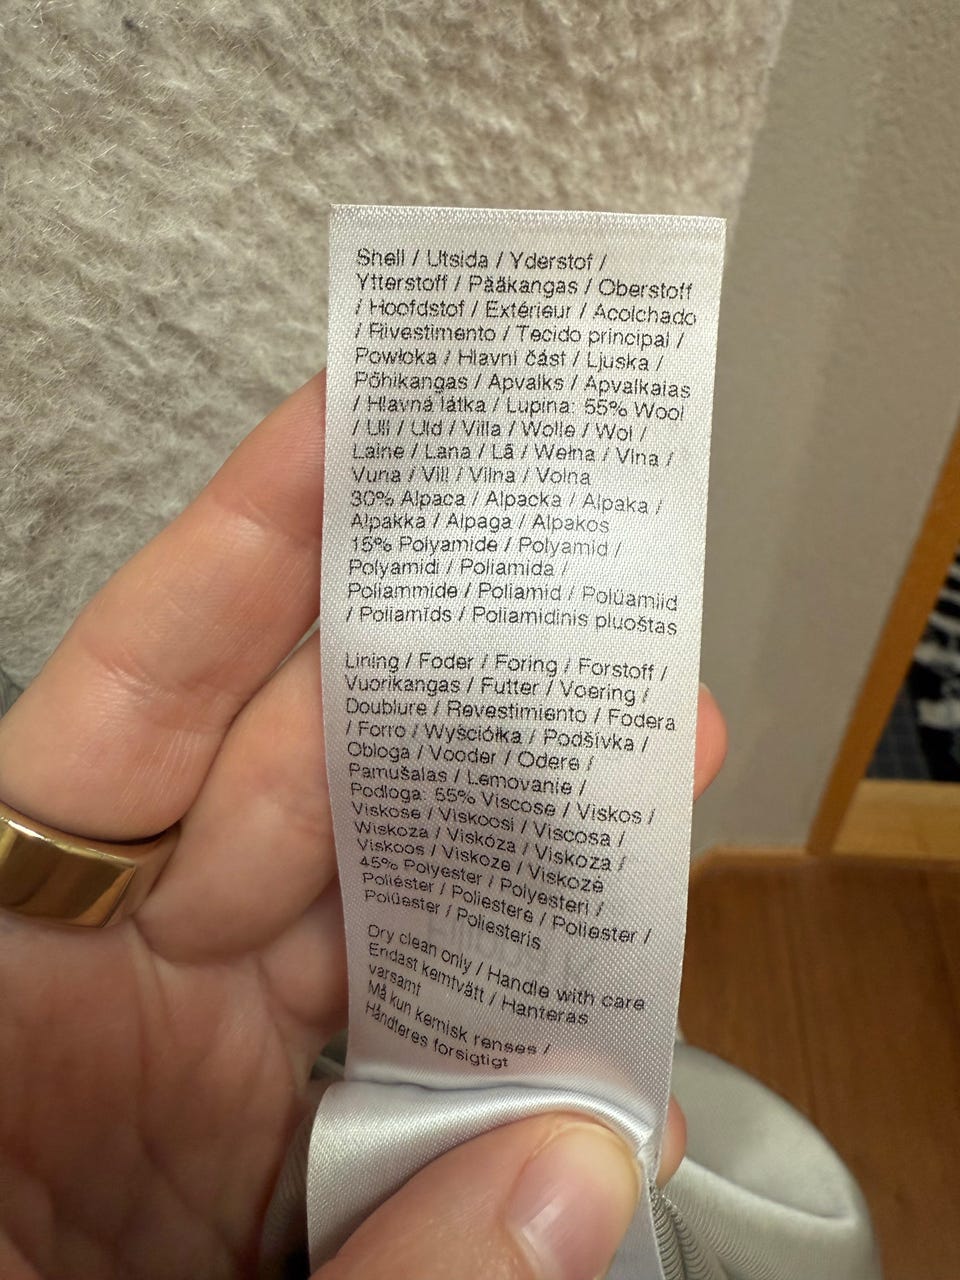 Shell / Utsida / Yderstof /
Ytterstoff / Pääkangas / Oberstoff
/ Hoofdstof / Extérieur / Acolchado
/ Rivestimento / Tecido principal /
Powłoka / Hlavní část / Ljuska /
Põhikangas / Apvalks / Apvalkalas
/ Hlavná látka / Lupina: 55% Wool
/ Ull / Uld / Villa / Wolle / Wol /
Laine / Lana / Lã / Wełna / Vlna /
Vuna / Vill / Vilna / Volna
30% Alpaca / Alpacka / Alpaka /
Alpakka / Alpaga / Alpakos
15% Polyamide / Polyamid /
Polyamidi / Poliamida /
Poliammide / Poliamid / Polüamiid
/ Poliamīds / Poliamidinis pluoštas
Lining / Foder / Foring / Forstoff /
Vuorikangas / Futter / Voering /
Doublure / Revestimiento / Fodera
/ Forro / Wyściółka / Podšívka /
Obloga / Vooder / Odere /
Pamušalas / Lemovanie /
Podloga: 55% Viscose / Viskos /
Viskose / Viskoosi / Viscosa /
Wiskoza / Viskóza / Viskoza /
Viskoos / Viskoze / Viskozė
45% Polyester / Polyesteri /
Poliéster / Poliestere / Poliester /
Polüester / Poliesteris
Dry clean only / Handle with care
Endast kemtvätt / Hanteras
varsamt
Må kun kemisk renses /
Håndteres forsigtigt